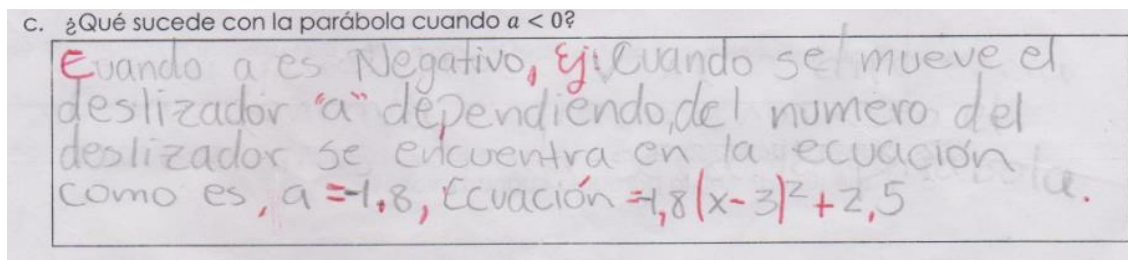 c. ¿Qué sucede con la parábola cuando a < 0?
Cuando a es Negativo, Ej: Cuando se mueve el
deslizador "a" dependiendo, del numero del
deslizador se encuentra en la ecuación
como es, a =-1.8, Ecuación =-1,8(x-3)²+2,5